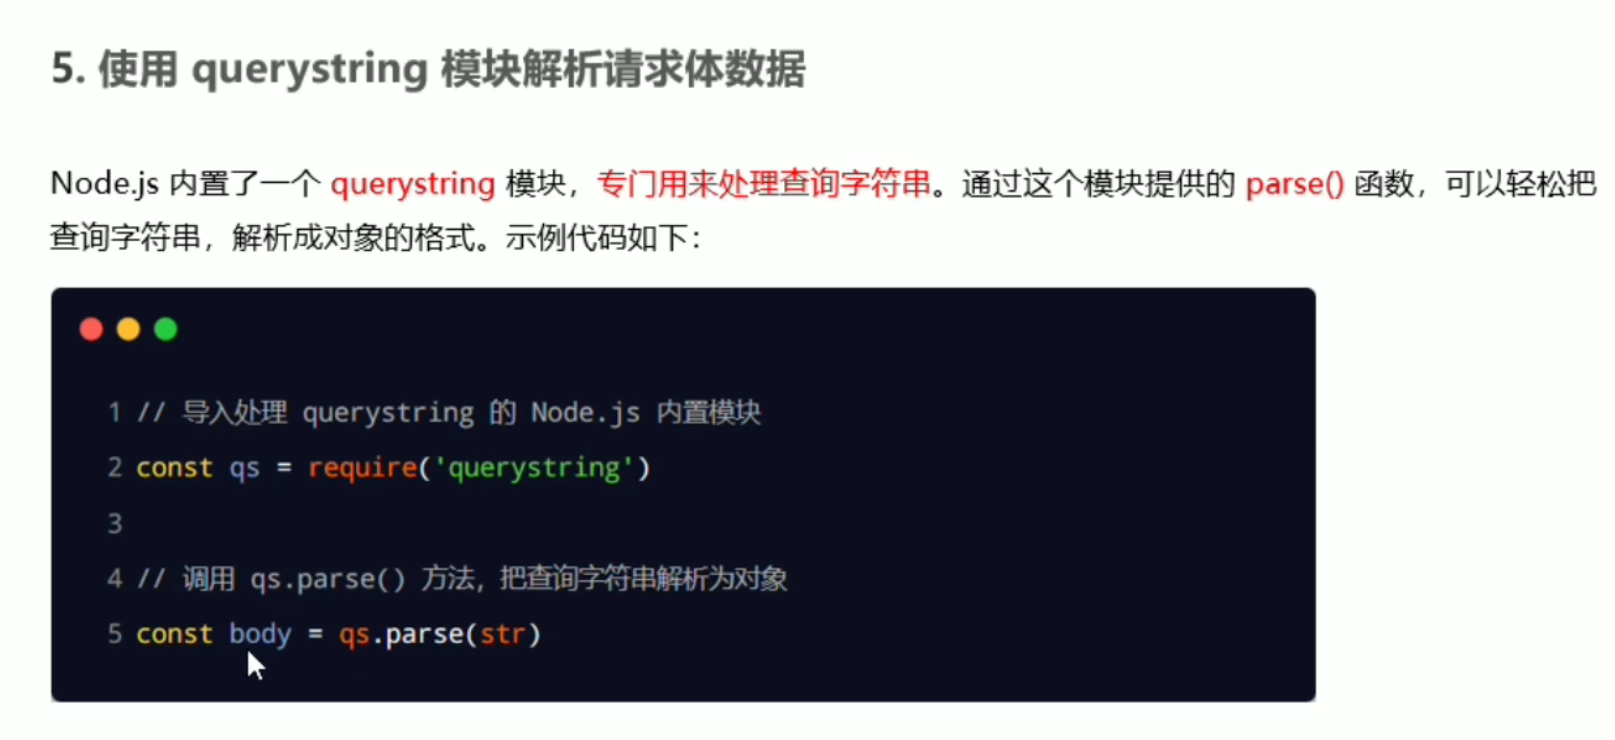 5. 使用 querystring 模块解析请求体数据
Node.js 内置了一个 querystring 模块，专门用来处理查询字符串。通过这个模块提供的 parse() 函数，可以轻松把
查询字符串，解析成对象的格式。示例代码如下：
1 // 导入处理 querystring 的 Node.js 内置模块
2 const qs = require('querystring')
3
4 // 调用 qs.parse() 方法，把查询字符串解析为对象
5 const body = qs.parse(str)